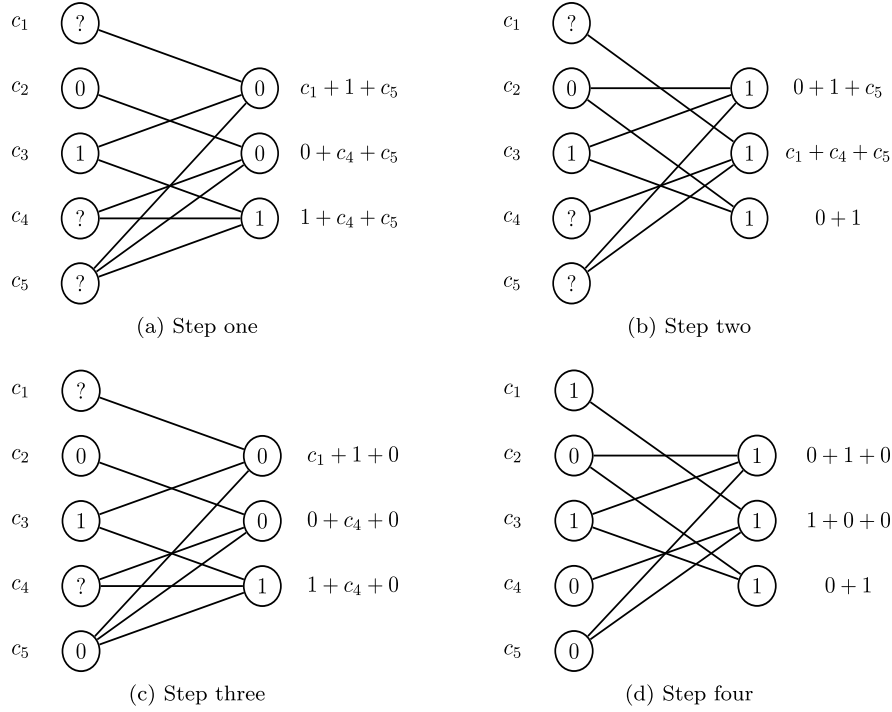 c₁ ? c₁ ?
c₂ 0 0 c₁ + 1 + c₅ c₂ 0 1 0 + 1 + c₅
c₃ 1 0 0 + c₄ + c₅ c₃ 1 1 c₁ + c₄ + c₅
c₄ ? 1 1 + c₄ + c₅ c₄ ? 1 0 + 1
c₅ ? c₅ ?
(a) Step one (b) Step two
c₁ ? c₁ 1
c₂ 0 0 c₁ + 1 + 0 c₂ 0 1 0 + 1 + 0
c₃ 1 0 0 + c₄ + 0 c₃ 1 1 1 + 0 + 0
c₄ ? 1 1 + c₄ + 0 c₄ 0 1 0 + 1
c₅ 0 c₅ 0
(c) Step three (d) Step four